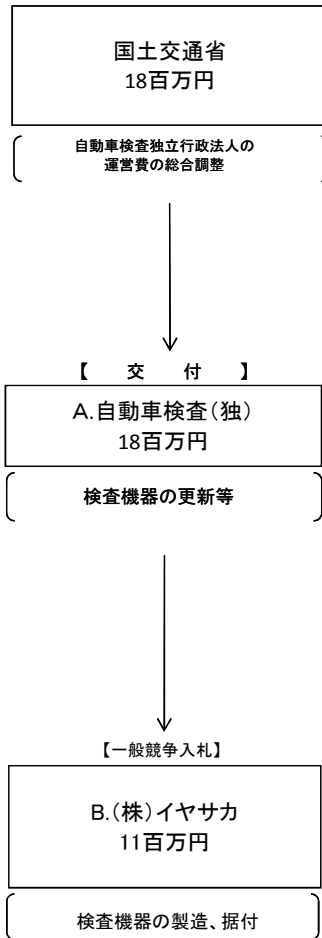 国土交通省
18百万円
自動車検査独立行政法人の
運営費の総合調整
【 交 付 】
A.自動車検査(独)
18百万円
検査機器の更新等
【一般競争入札】
B.(株)イヤサカ
11百万円
検査機器の製造、据付